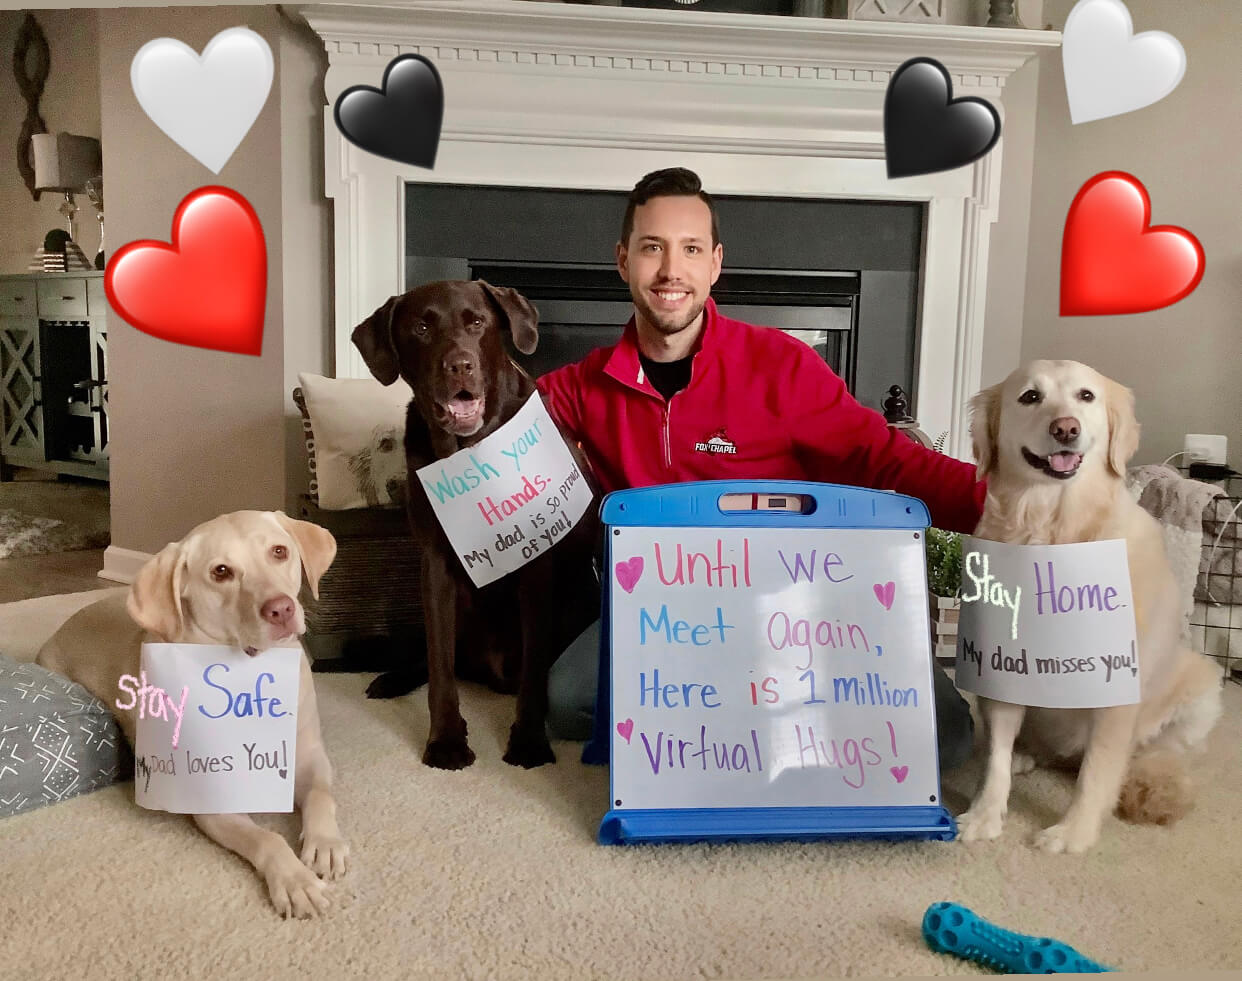 FOX CHAPEL
Wash your
Hands.
My dad is so proud
of you!
Until we
Meet again,
Here is 1 million
Virtual Hugs!
Stay Home.
My dad misses you!
Stay Safe.
My Dad loves You!